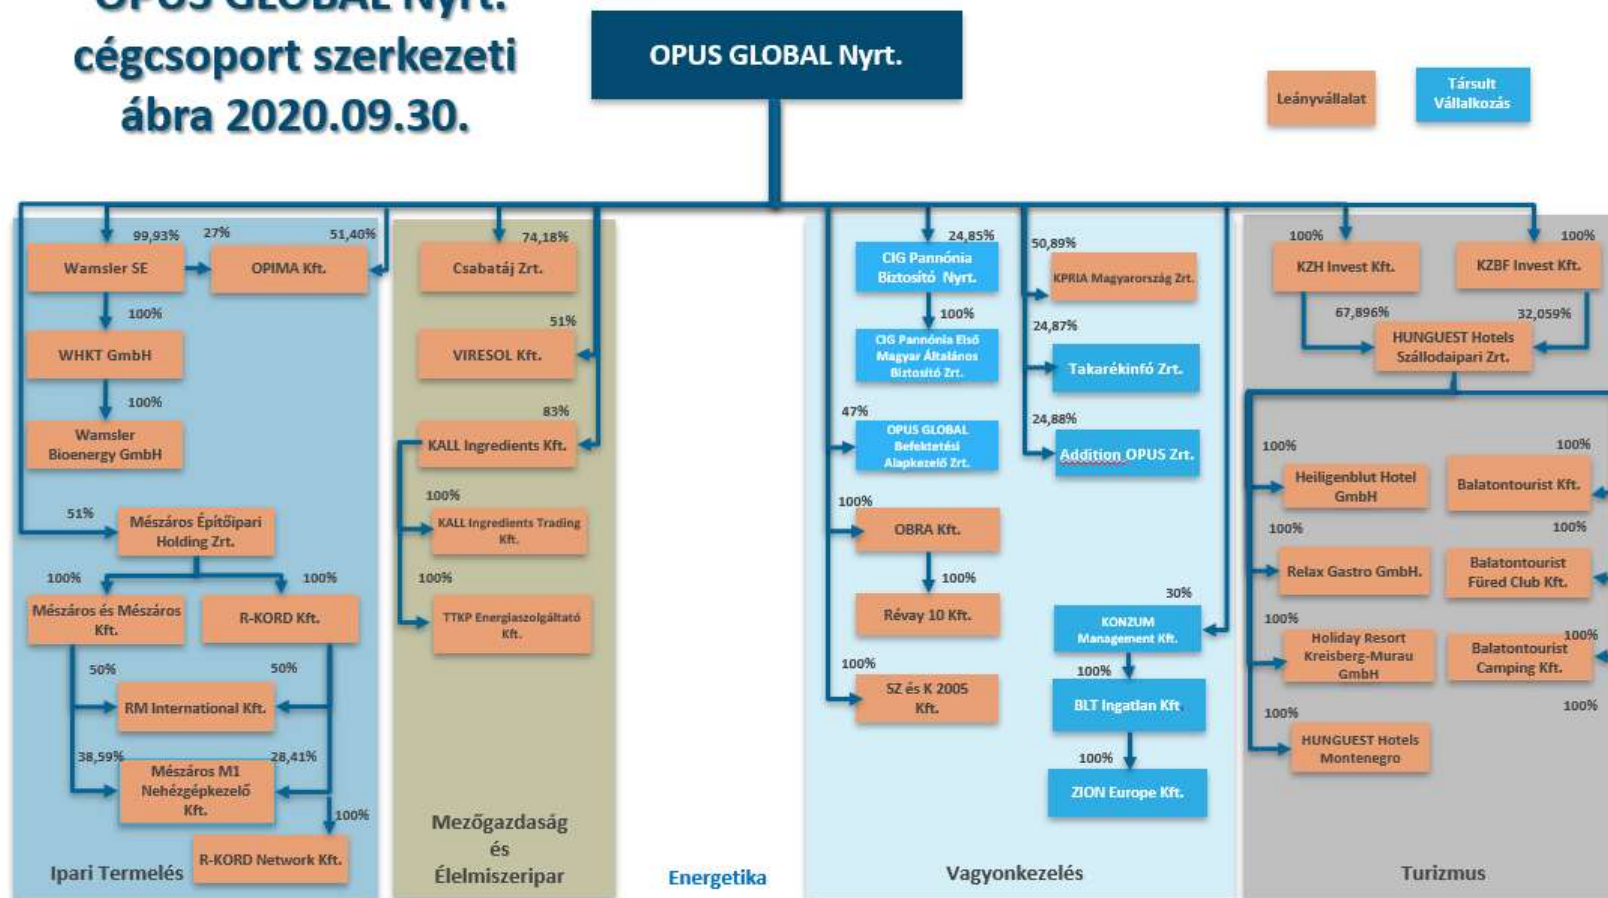 OPUS GLOBAL Nyrt.
cégcsoport szerkezeti
ábra 2020.09.30.
OPUS GLOBAL Nyrt.
Leányvállalat
Társult
Vállalkozás
99,93%
27%
51,40%
Wamsler SE
OPIMA Kft.
100%
WHKT GmbH
100%
Wamsler
Bioenergy GmbH
51%
Mészáros Építőipari
Holding Zrt.
100%
100%
Mészáros és Mészáros
Kft.
R-KORD Kft.
50%
50%
RM International Kft.
38,59%
28,41%
Mészáros M1
Nehézgépkezelő
Kft.
100%
R-KORD Network Kft.
Ipari Termelés
74,18%
Csabatáj Zrt.
51%
VIRESOL Kft.
83%
KALL Ingredients Kft.
100%
KALL Ingredients Trading
Kft.
100%
TTKP Energiaszolgáltató
Kft.
Mezőgazdaság
és
Élelmiszeripar
Energetika
24,85%
CIG Pannónia
Biztosító Nyrt.
100%
CIG Pannónia Első
Magyar Általános
Biztosító Zrt.
47%
OPUS GLOBAL
Befektetési
Alapkezelő Zrt.
100%
OBRA Kft.
100%
Révay 10 Kft.
100%
SZ és K 2005
Kft.
50,89%
KPRIA Magyarország Zrt.
24,87%
Takarékinfó Zrt.
24,88%
Addition OPUS Zrt.
30%
KONZUM
Management Kft.
100%
BLT Ingatlan Kft.
100%
ZION Europe Kft.
Vagyonkezelés
100%
KZH Invest Kft.
100%
KZBF Invest Kft.
67,896%
32,059%
HUNGUEST Hotels
Szállodaipari Zrt.
100%
Heiligenblut Hotel
GmbH
100%
Balatontourist Kft.
100%
Relax Gastro GmbH.
100%
Balatontourist
Füred Club Kft.
100%
Holiday Resort
Kreisberg-Murau
GmbH
100%
Balatontourist
Camping Kft.
100%
HUNGUEST Hotels
Montenegro
100%
Turizmus